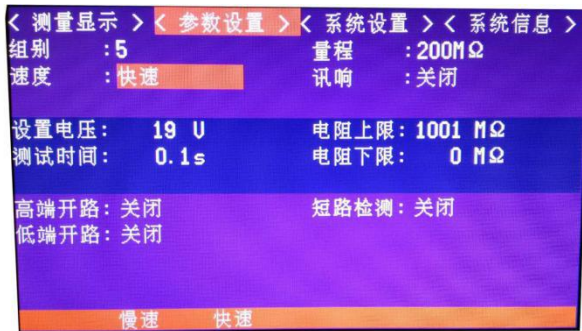 < 测量显示 > < 参数设置 > < 系统设置 > < 系统信息 >
组别 :5 量程 :200MΩ
速度 :快速 讯响 :关闭
设置电压: 19 V 电阻上限:1001 MΩ
测试时间: 0.1s 电阻下限: 0 MΩ
高端开路:关闭 短路检测:关闭
低端开路:关闭
慢速 快速